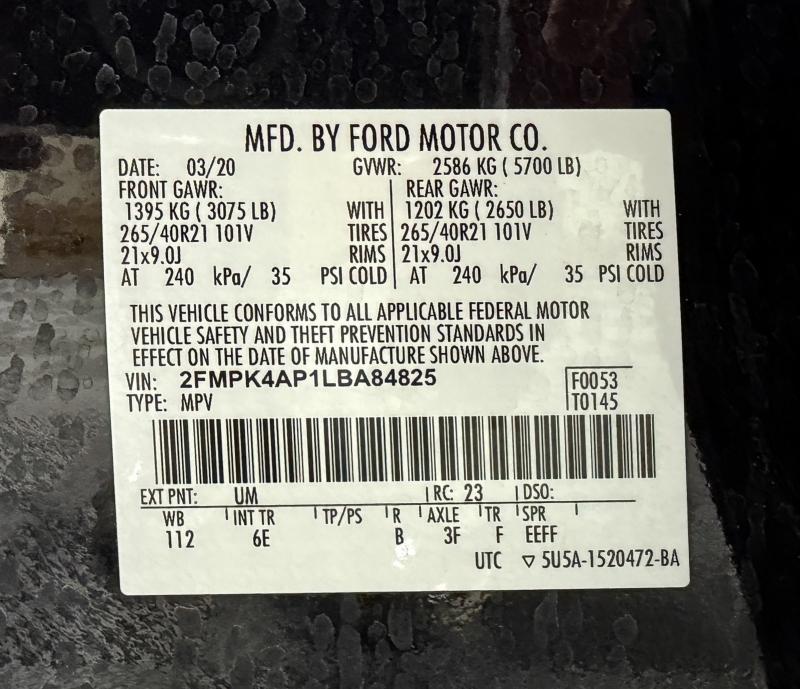 MFD. BY FORD MOTOR CO.
DATE: 03/20 GVWR: 2586 KG ( 5700 LB)
FRONT GAWR: REAR GAWR:
1395 KG ( 3075 LB) WITH 1202 KG ( 2650 LB) WITH
265/40R21 101V TIRES 265/40R21 101V TIRES
21x9.0J RIMS 21x9.0J RIMS
AT 240 kPa/ 35 PSI COLD AT 240 kPa/ 35 PSI COLD
THIS VEHICLE CONFORMS TO ALL APPLICABLE FEDERAL MOTOR
VEHICLE SAFETY AND THEFT PREVENTION STANDARDS IN
EFFECT ON THE DATE OF MANUFACTURE SHOWN ABOVE.
VIN: 2FMPK4AP1LBA84825 F0053
TYPE: MPV T0145
EXT PNT: UM RC: 23 DSO:
WB INT TR TP/PS R AXLE TR SPR
112 6E B 3F F EEFF
UTC ▽ 5U5A-1520472-BA